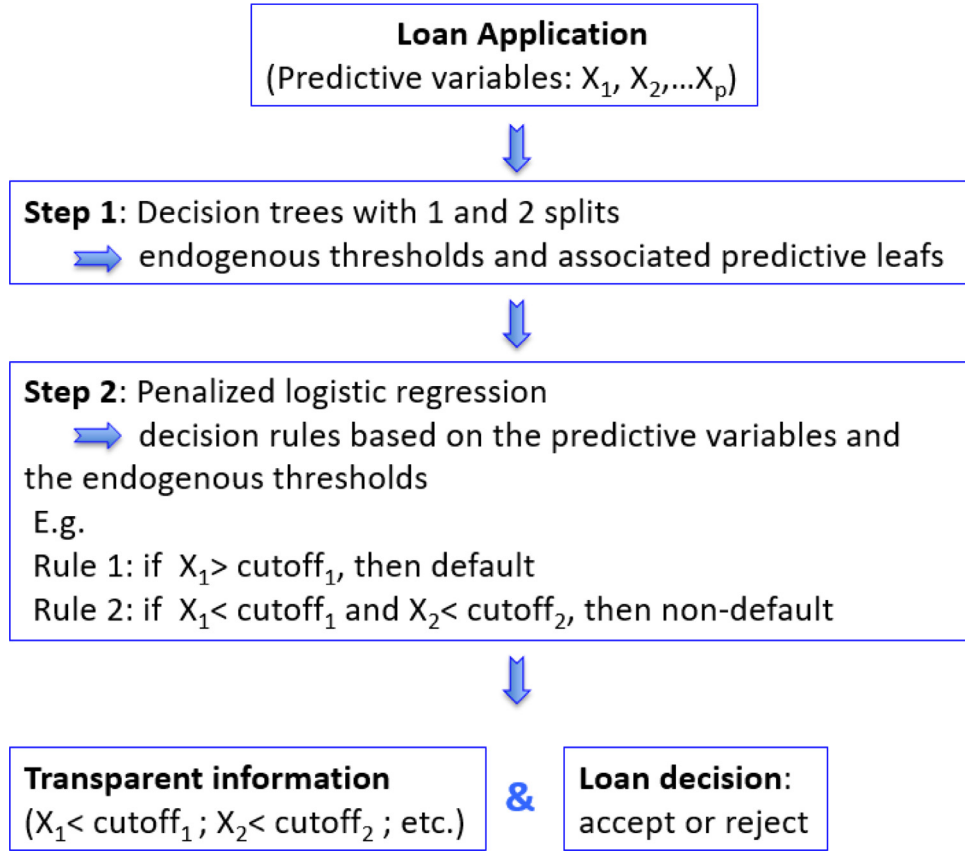 Loan Application
(Predictive variables: X₁, X₂,...Xₚ)
Step 1: Decision trees with 1 and 2 splits
endogenous thresholds and associated predictive leafs
Step 2: Penalized logistic regression
decision rules based on the predictive variables and
the endogenous thresholds
E.g.
Rule 1: if X₁> cutoff₁, then default
Rule 2: if X₁< cutoff₁ and X₂< cutoff₂, then non-default
Transparent information
(X₁< cutoff₁ ; X₂< cutoff₂ ; etc.)
&
Loan decision:
accept or reject